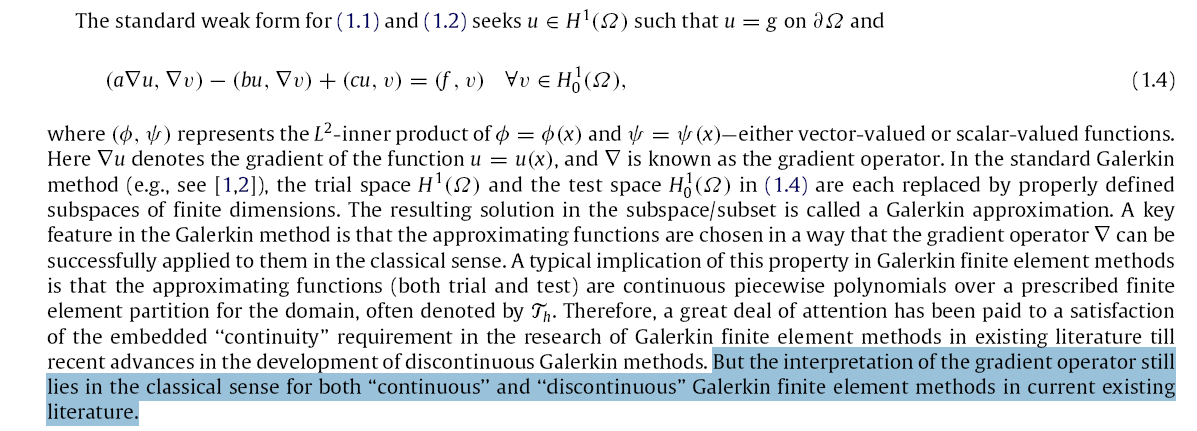 The standard weak form for (1.1) and (1.2) seeks u ∈ H¹(Ω) such that u = g on ∂Ω and
(a∇u, ∇v) − (bu, ∇v) + (cu, v) = (f, v) ∀v ∈ H₀¹(Ω), (1.4)
where (ϕ, ψ) represents the L²-inner product of ϕ = ϕ(x) and ψ = ψ(x)—either vector-valued or scalar-valued functions.
Here ∇u denotes the gradient of the function u = u(x), and ∇ is known as the gradient operator. In the standard Galerkin
method (e.g., see [1,2]), the trial space H¹(Ω) and the test space H₀¹(Ω) in (1.4) are each replaced by properly defined
subspaces of finite dimensions. The resulting solution in the subspace/subset is called a Galerkin approximation. A key
feature in the Galerkin method is that the approximating functions are chosen in a way that the gradient operator ∇ can be
successfully applied to them in the classical sense. A typical implication of this property in Galerkin finite element methods
is that the approximating functions (both trial and test) are continuous piecewise polynomials over a prescribed finite
element partition for the domain, often denoted by 𝒯ₕ. Therefore, a great deal of attention has been paid to a satisfaction
of the embedded “continuity” requirement in the research of Galerkin finite element methods in existing literature till
recent advances in the development of discontinuous Galerkin methods. But the interpretation of the gradient operator still
lies in the classical sense for both “continuous” and “discontinuous” Galerkin finite element methods in current existing
literature.